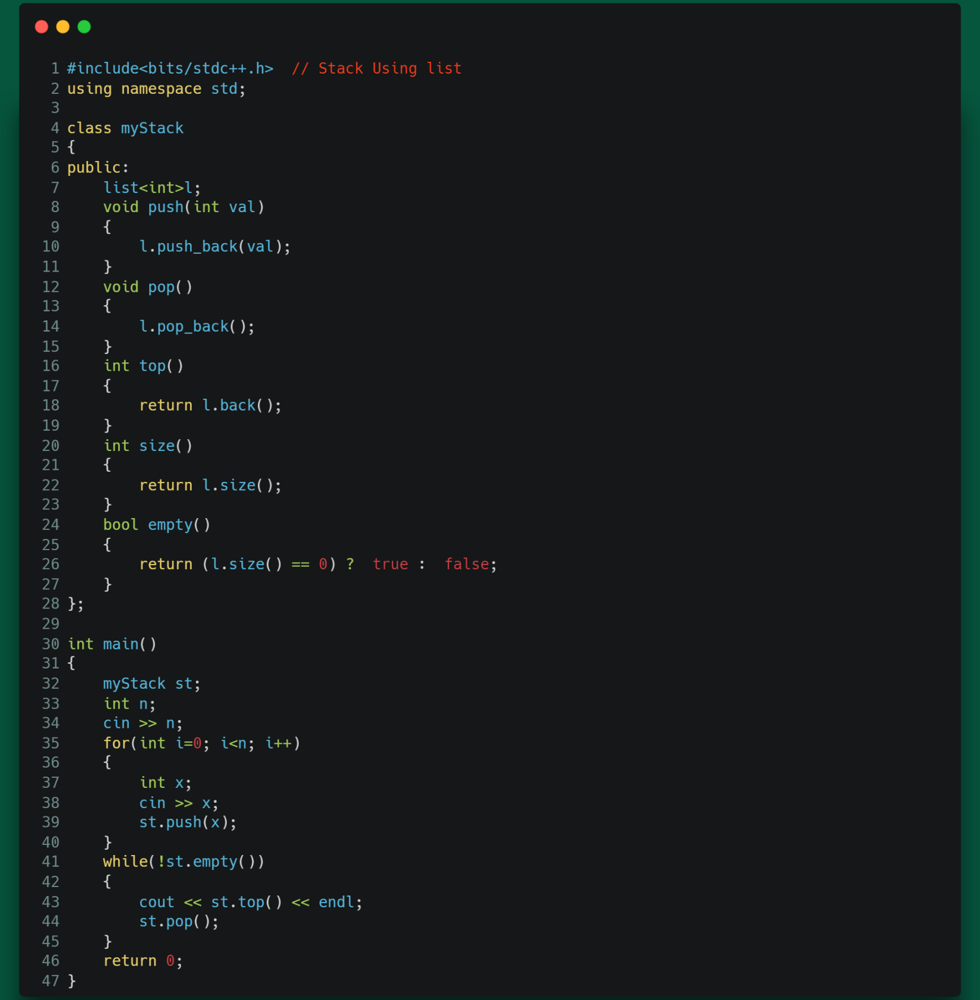 1 #include<bits/stdc++.h>  // Stack Using list
2 using namespace std;
3
4 class myStack
5 {
6 public:
7     list<int>l;
8     void push(int val)
9     {
10         l.push_back(val);
11     }
12     void pop()
13     {
14         l.pop_back();
15     }
16     int top()
17     {
18         return l.back();
19     }
20     int size()
21     {
22         return l.size();
23     }
24     bool empty()
25     {
26         return (l.size() == 0) ?  true :  false;
27     }
28 };
29
30 int main()
31 {
32     myStack st;
33     int n;
34     cin >> n;
35     for(int i=0; i<n; i++)
36     {
37         int x;
38         cin >> x;
39         st.push(x);
40     }
41     while(!st.empty())
42     {
43         cout << st.top() << endl;
44         st.pop();
45     }
46     return 0;
47 }